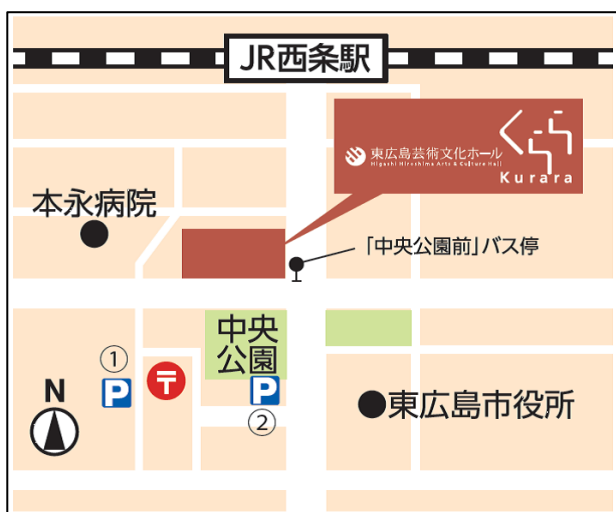 JR西条駅
東広島芸術文化ホール
Higashi Hiroshima Arts & Culture Hall
くらら
Kurara
本永病院
「中央公園前」バス停
中央
公園
①
P
〒
P
②
N
東広島市役所